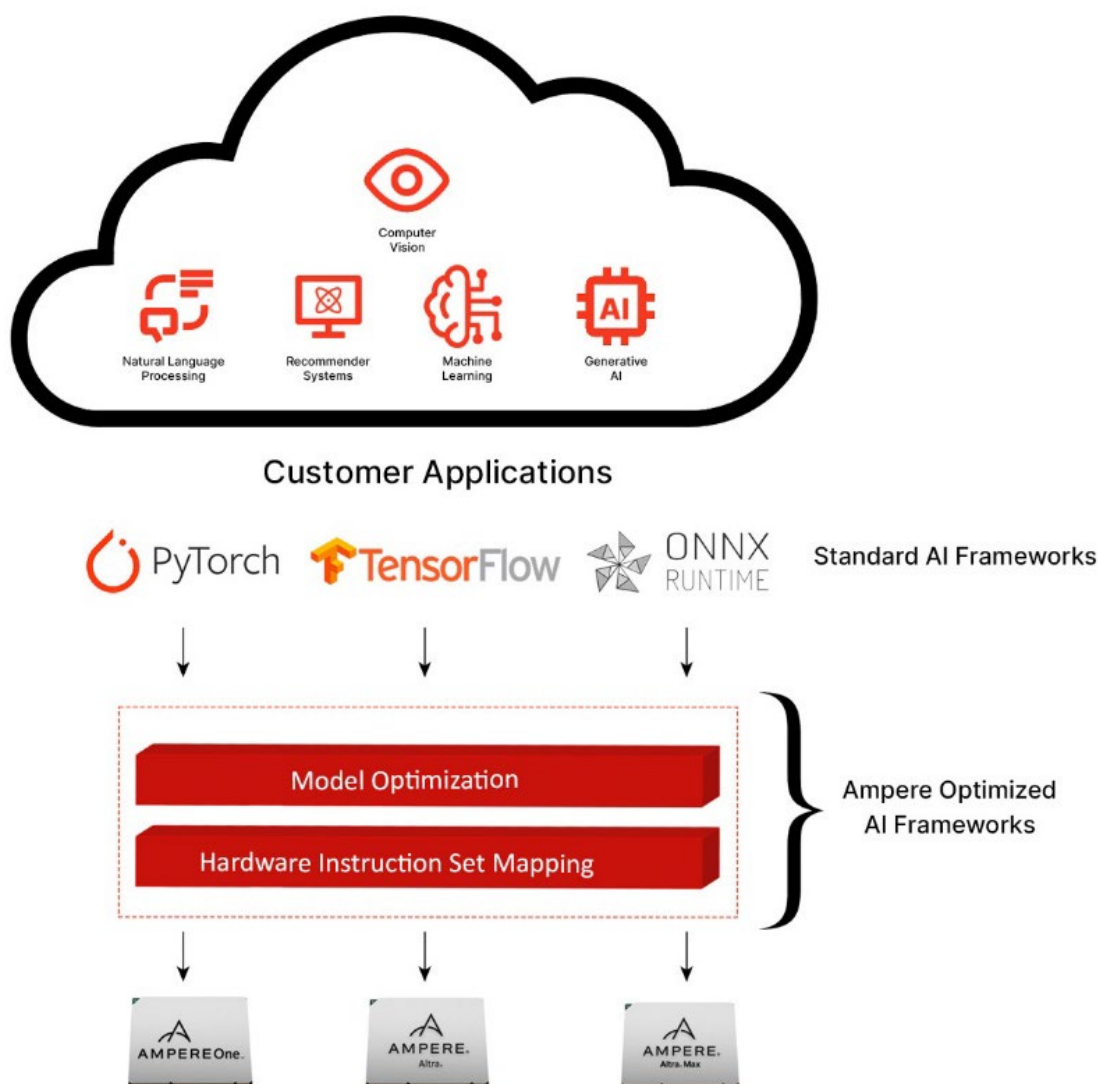 Computer
Vision
Natural Language
Processing
Recommender
Systems
Machine
Learning
AI
Generative
AI
Customer Applications
PyTorch
TensorFlow
ONNX
RUNTIME
Standard AI Frameworks
Model Optimization
Hardware Instruction Set Mapping
Ampere Optimized
AI Frameworks
AMPEREOne.
AMPERE.
Altra.
AMPERE.
Altra. Max